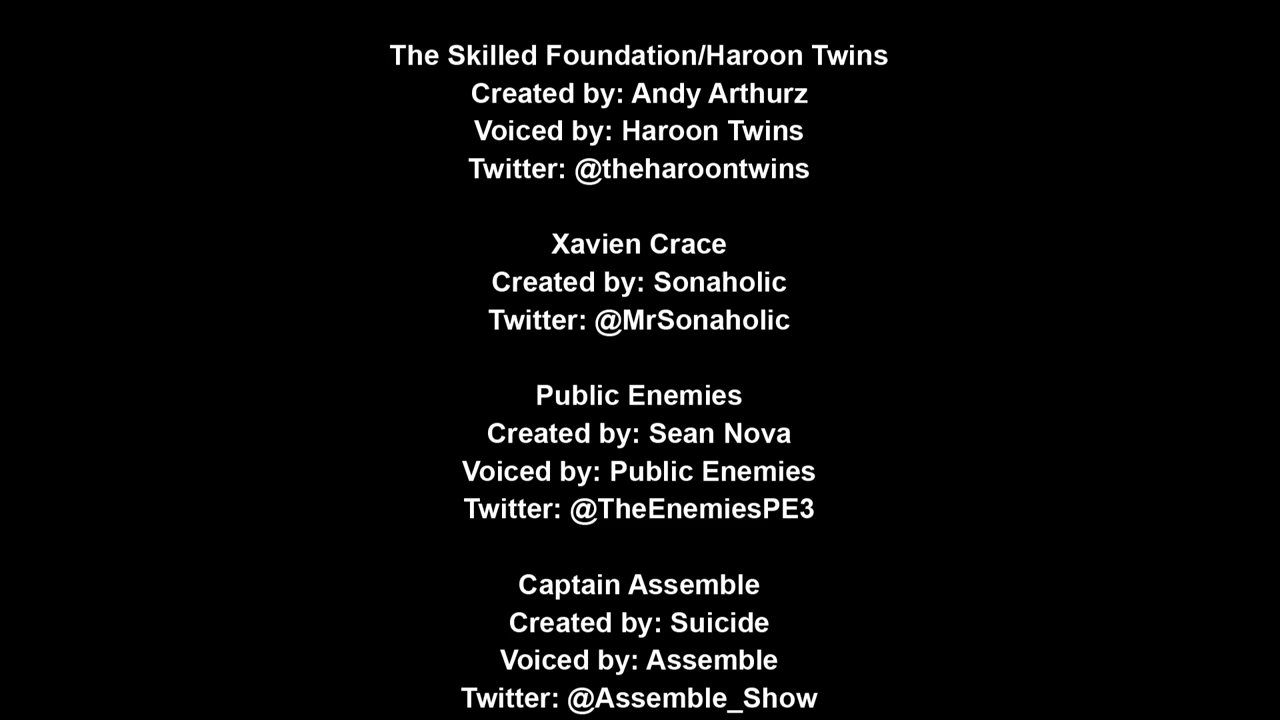 The Skilled Foundation/Haroon Twins
Created by: Andy Arthurz
Voiced by: Haroon Twins
Twitter: @theharoontwins
Xavien Crace
Created by: Sonaholic
Twitter: @MrSonaholic
Public Enemies
Created by: Sean Nova
Voiced by: Public Enemies
Twitter: @TheEnemiesPE3
Captain Assemble
Created by: Suicide
Voiced by: Assemble
Twitter: @Assemble_Show